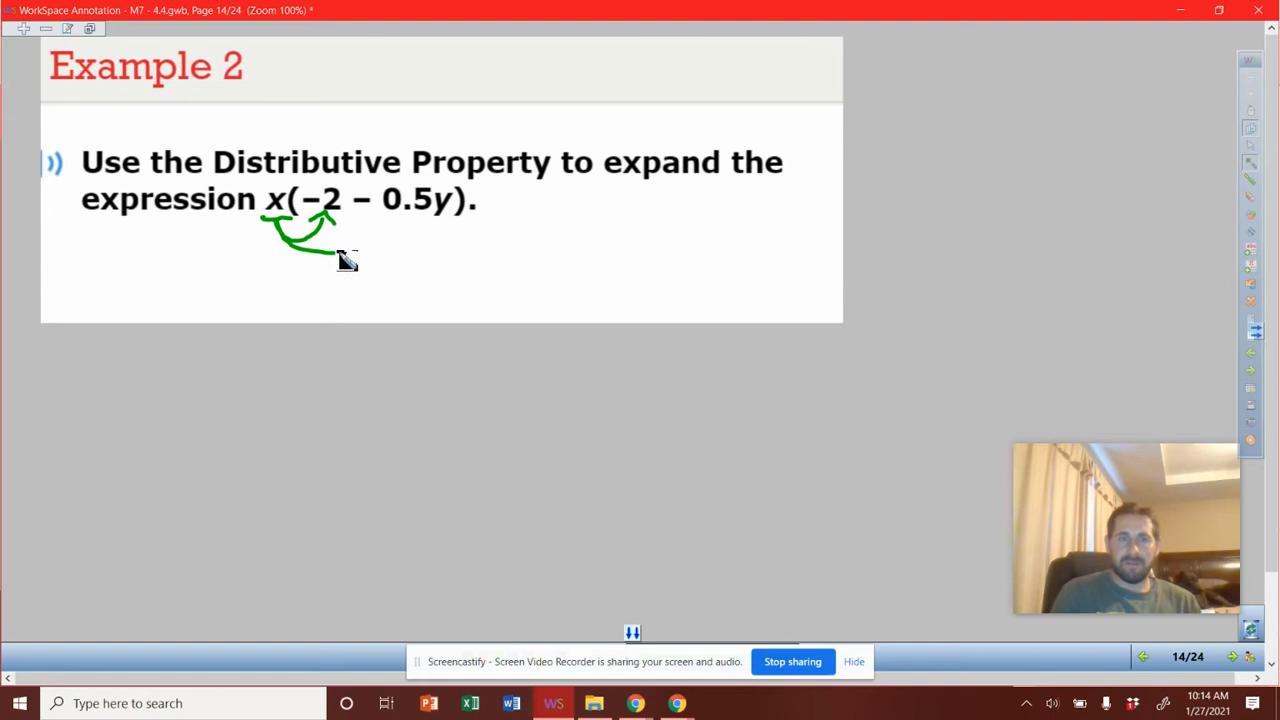 WorkSpace Annotation - M7 - 4.4.gwb, Page 14/24 (Zoom 100%) *
Example 2
Use the Distributive Property to expand the
expression x(−2 − 0.5y).
14/24
Screencastify - Screen Video Recorder is sharing your screen and audio.
Stop sharing
Hide
Type here to search
WS
10:14 AM
1/27/2021